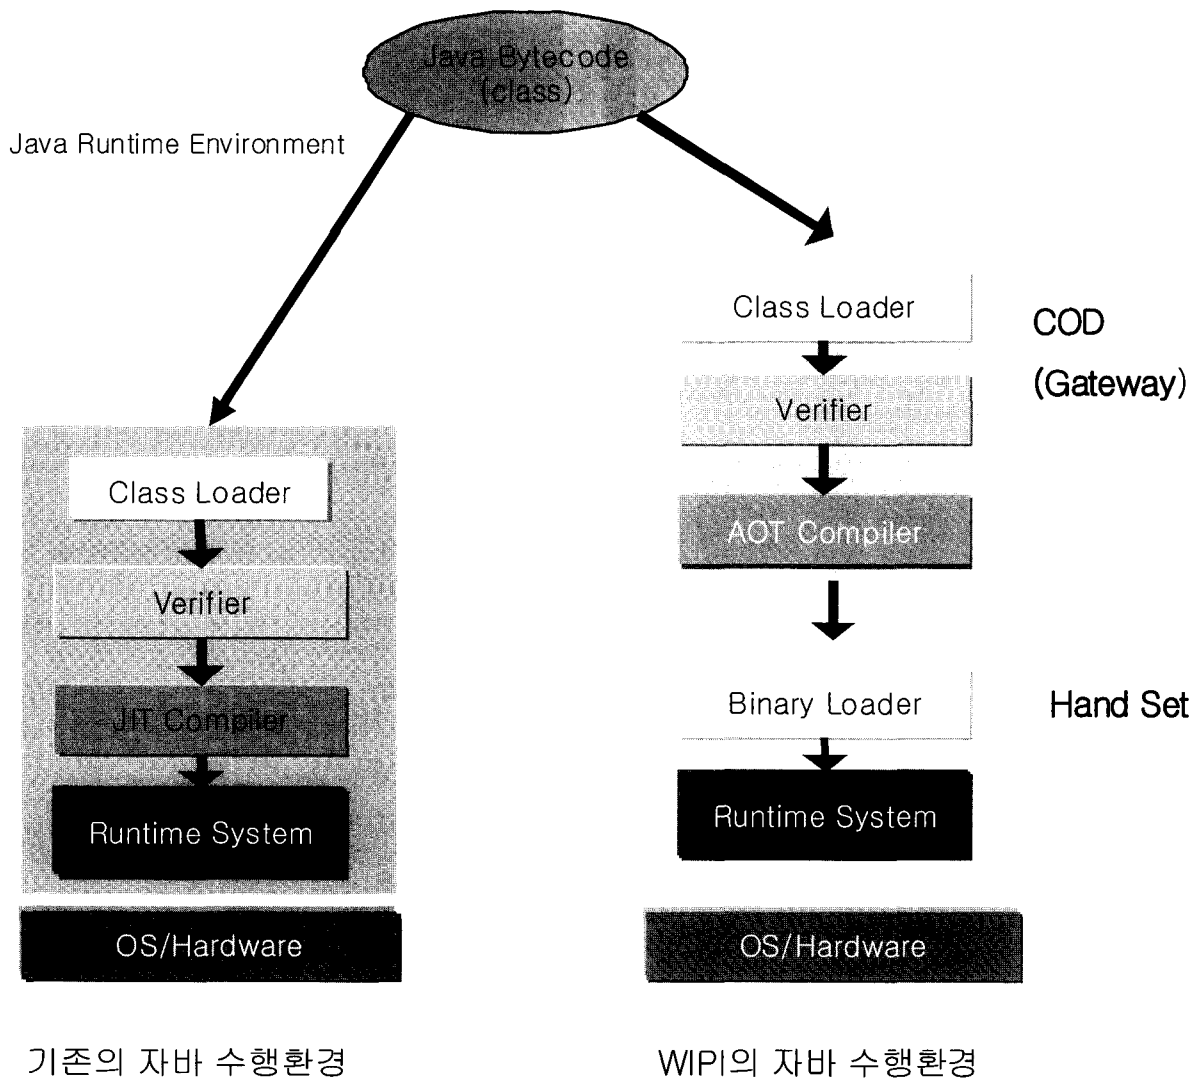 Java Bytecode
(class)
Java Runtime Environment
Class Loader
Verifier
JIT Compiler
Runtime System
OS/Hardware
기존의 자바 수행환경
Class Loader
COD
(Gateway)
Verifier
AOT Compiler
Binary Loader
Hand Set
Runtime System
OS/Hardware
WIPI의 자바 수행환경